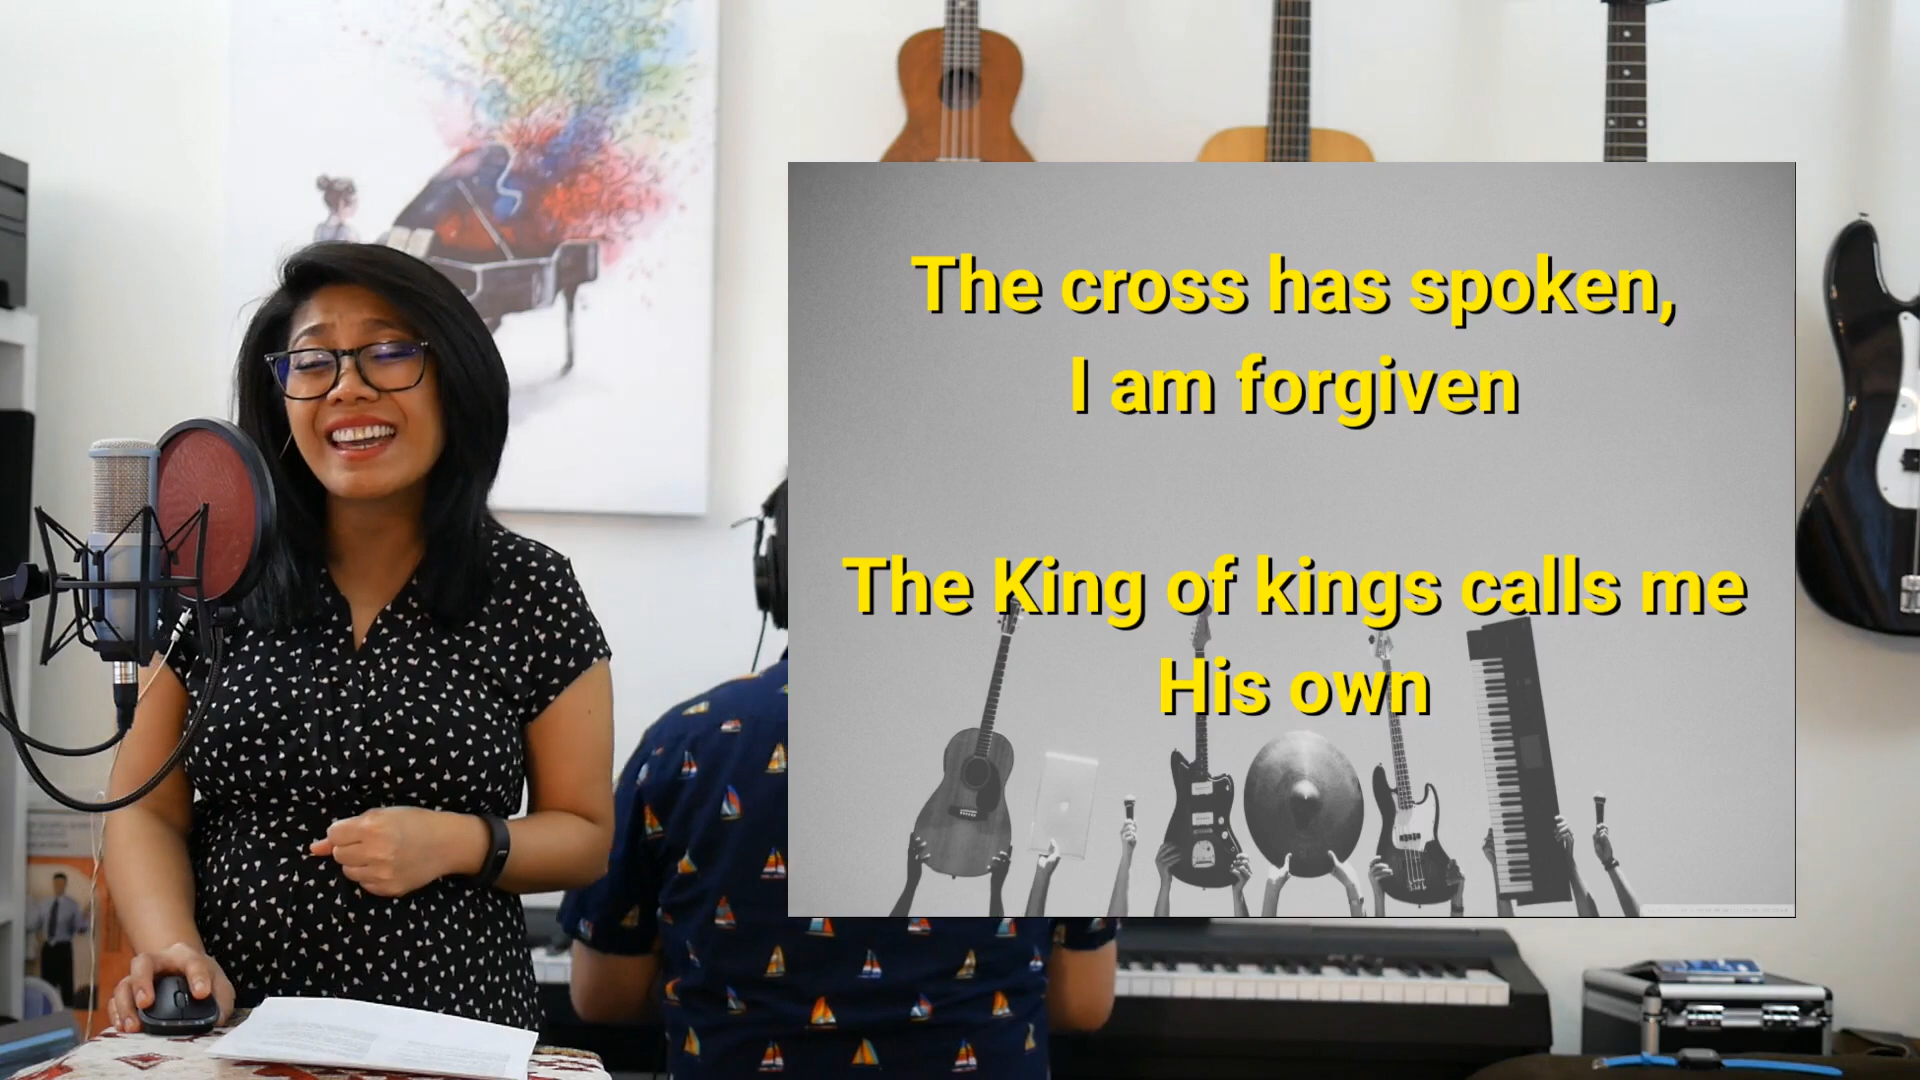 The cross has spoken,
I am forgiven
The King of kings calls me
His own